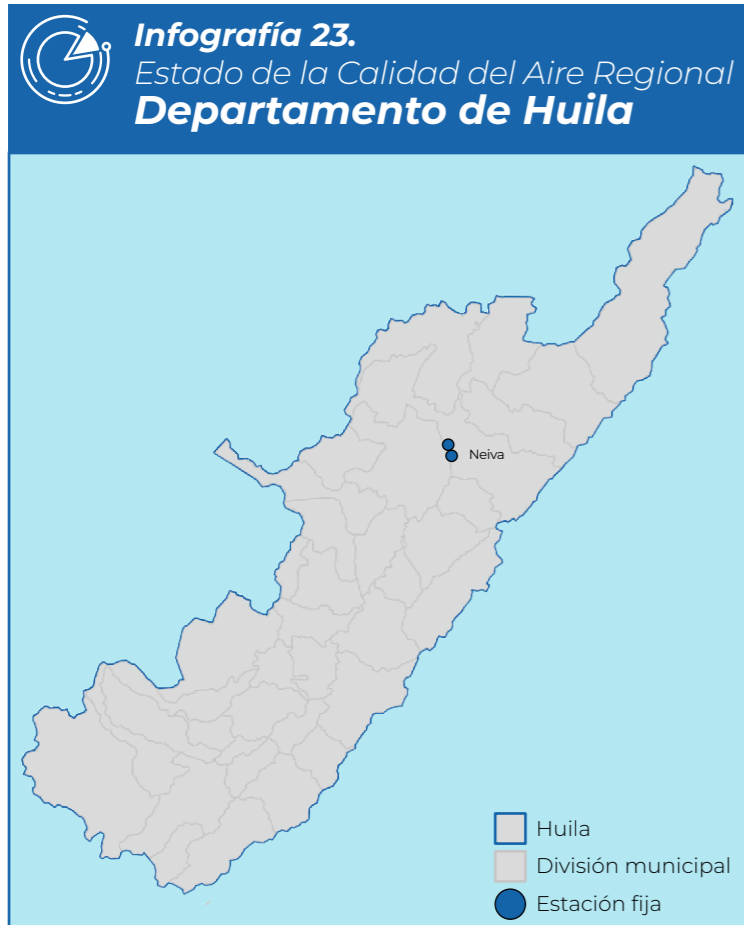 Infografía 23.
Estado de la Calidad del Aire Regional
Departamento de Huila
Neiva
Huila
División municipal
Estación fija